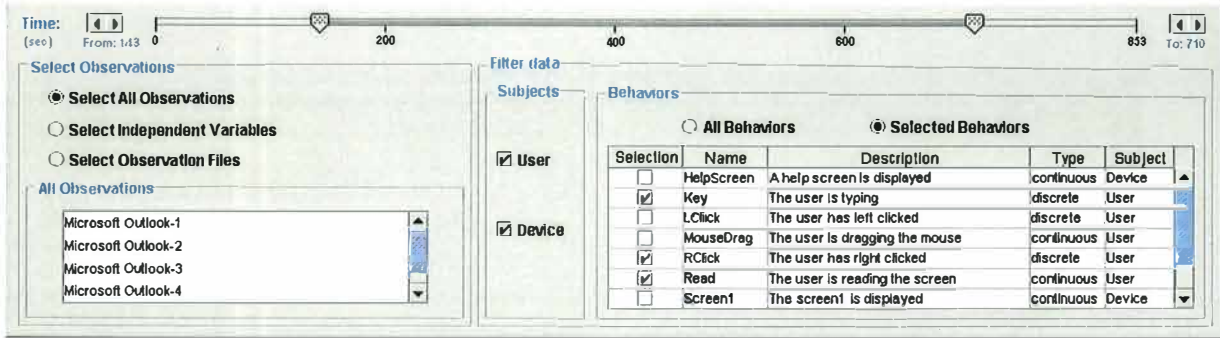 Time:
(sec)
From: 143
0
200
400
600
853
To: 710
Select Observations
Select All Observations
Select Independent Variables
Select Observation Files
All Observations
Microsoft Outlook-1
Microsoft Outlook-2
Microsoft Outlook-3
Microsoft Outlook-4
Filter data
Subjects
User
Device
Behaviors
All Behaviors
Selected Behaviors
Selection Name Description Type Subject
HelpScreen A help screen is displayed continuous Device
Key The user is typing discrete User
LClick The user has left clicked discrete User
MouseDrag The user is dragging the mouse continuous User
RClick The user has right clicked discrete User
Read The user is reading the screen continuous User
Screen1 The screen1 is displayed continuous Device